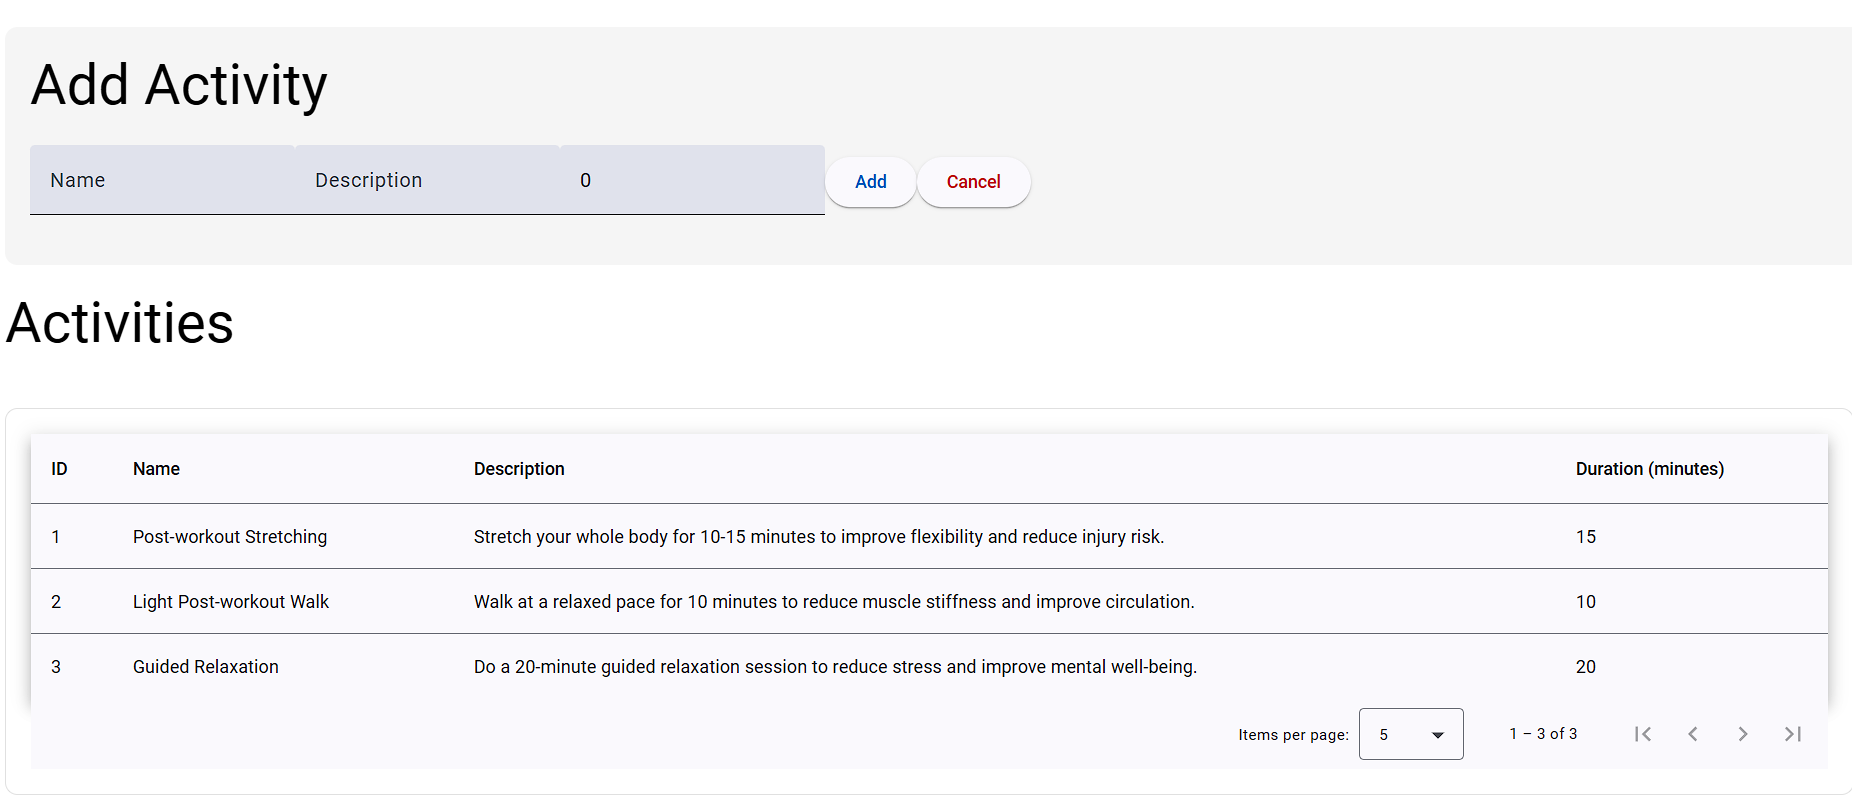 Add Activity
Name Description 0 Add Cancel
Activities
ID Name Description Duration (minutes)
1 Post-workout Stretching Stretch your whole body for 10-15 minutes to improve flexibility and reduce injury risk. 15
2 Light Post-workout Walk Walk at a relaxed pace for 10 minutes to reduce muscle stiffness and improve circulation. 10
3 Guided Relaxation Do a 20-minute guided relaxation session to reduce stress and improve mental well-being. 20
Items per page: 5 1 – 3 of 3